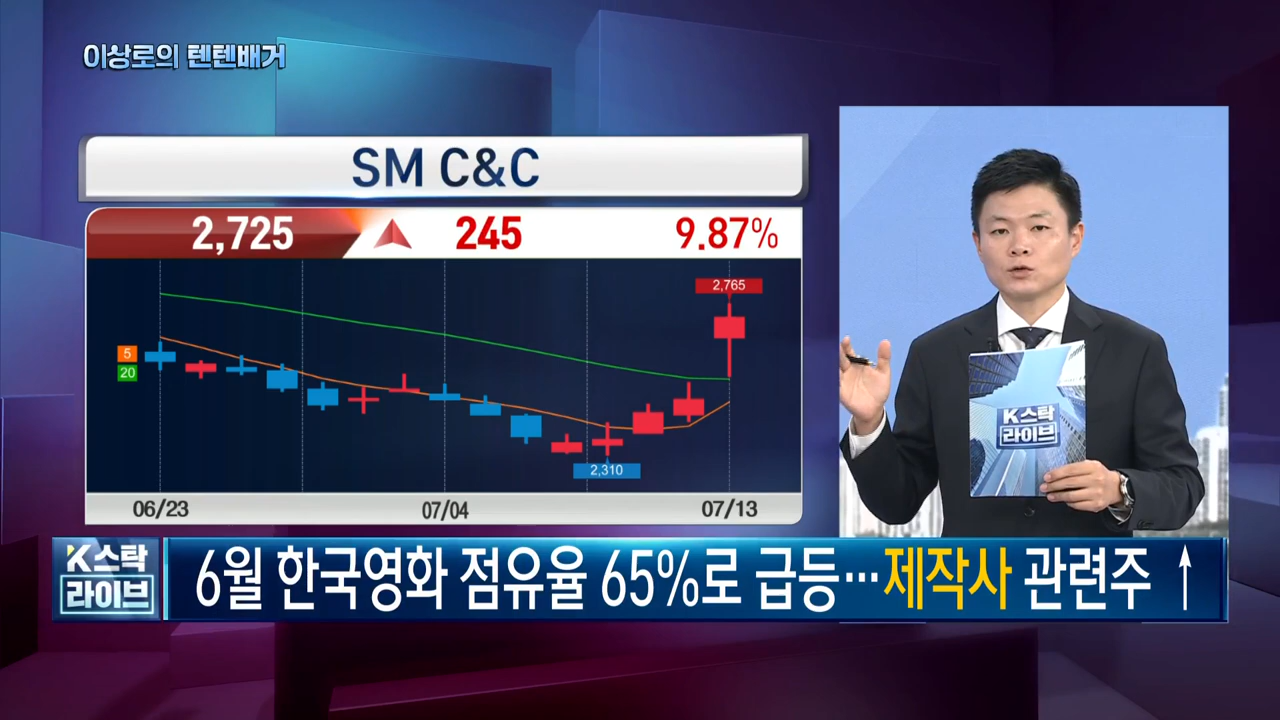 이상로의 텐텐배거
SM C&C
2,725 ▲ 245 9.87%
2,765
5
20
2,310
06/23 07/04 07/13
K스탁
라이브
K스탁
라이브
6월 한국영화 점유율 65%로 급등…제작사 관련주↑